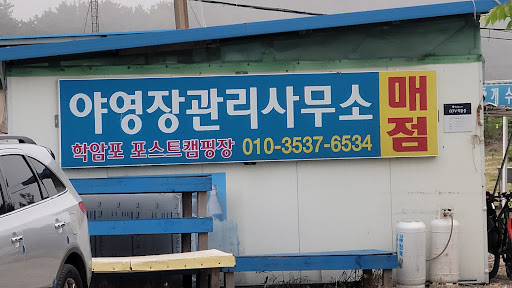 야영장관리사무소
학암포 포스트캠핑장 010-3537-6534
매점